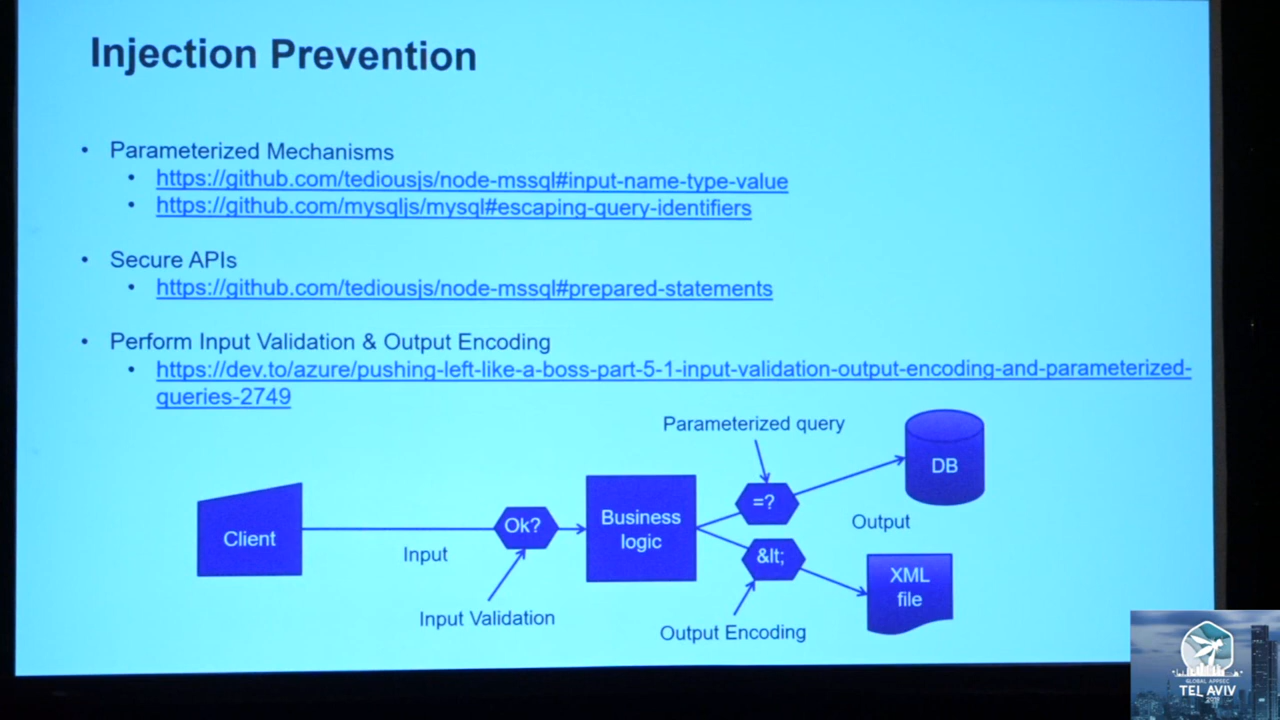 Injection Prevention
• Parameterized Mechanisms
• https://github.com/tediousjs/node-mssql#input-name-type-value
• https://github.com/mysqljs/mysql#escaping-query-identifiers
• Secure APIs
• https://github.com/tediousjs/node-mssql#prepared-statements
• Perform Input Validation & Output Encoding
• https://dev.to/azure/pushing-left-like-a-boss-part-5-1-input-validation-output-encoding-and-parameterized-
queries-2749
Parameterized query
DB
=?
Ok?
Business
logic
Output
Client
Input
&lt;
XML
file
Input Validation
Output Encoding
GLOBAL APPSEC
TEL AVIV